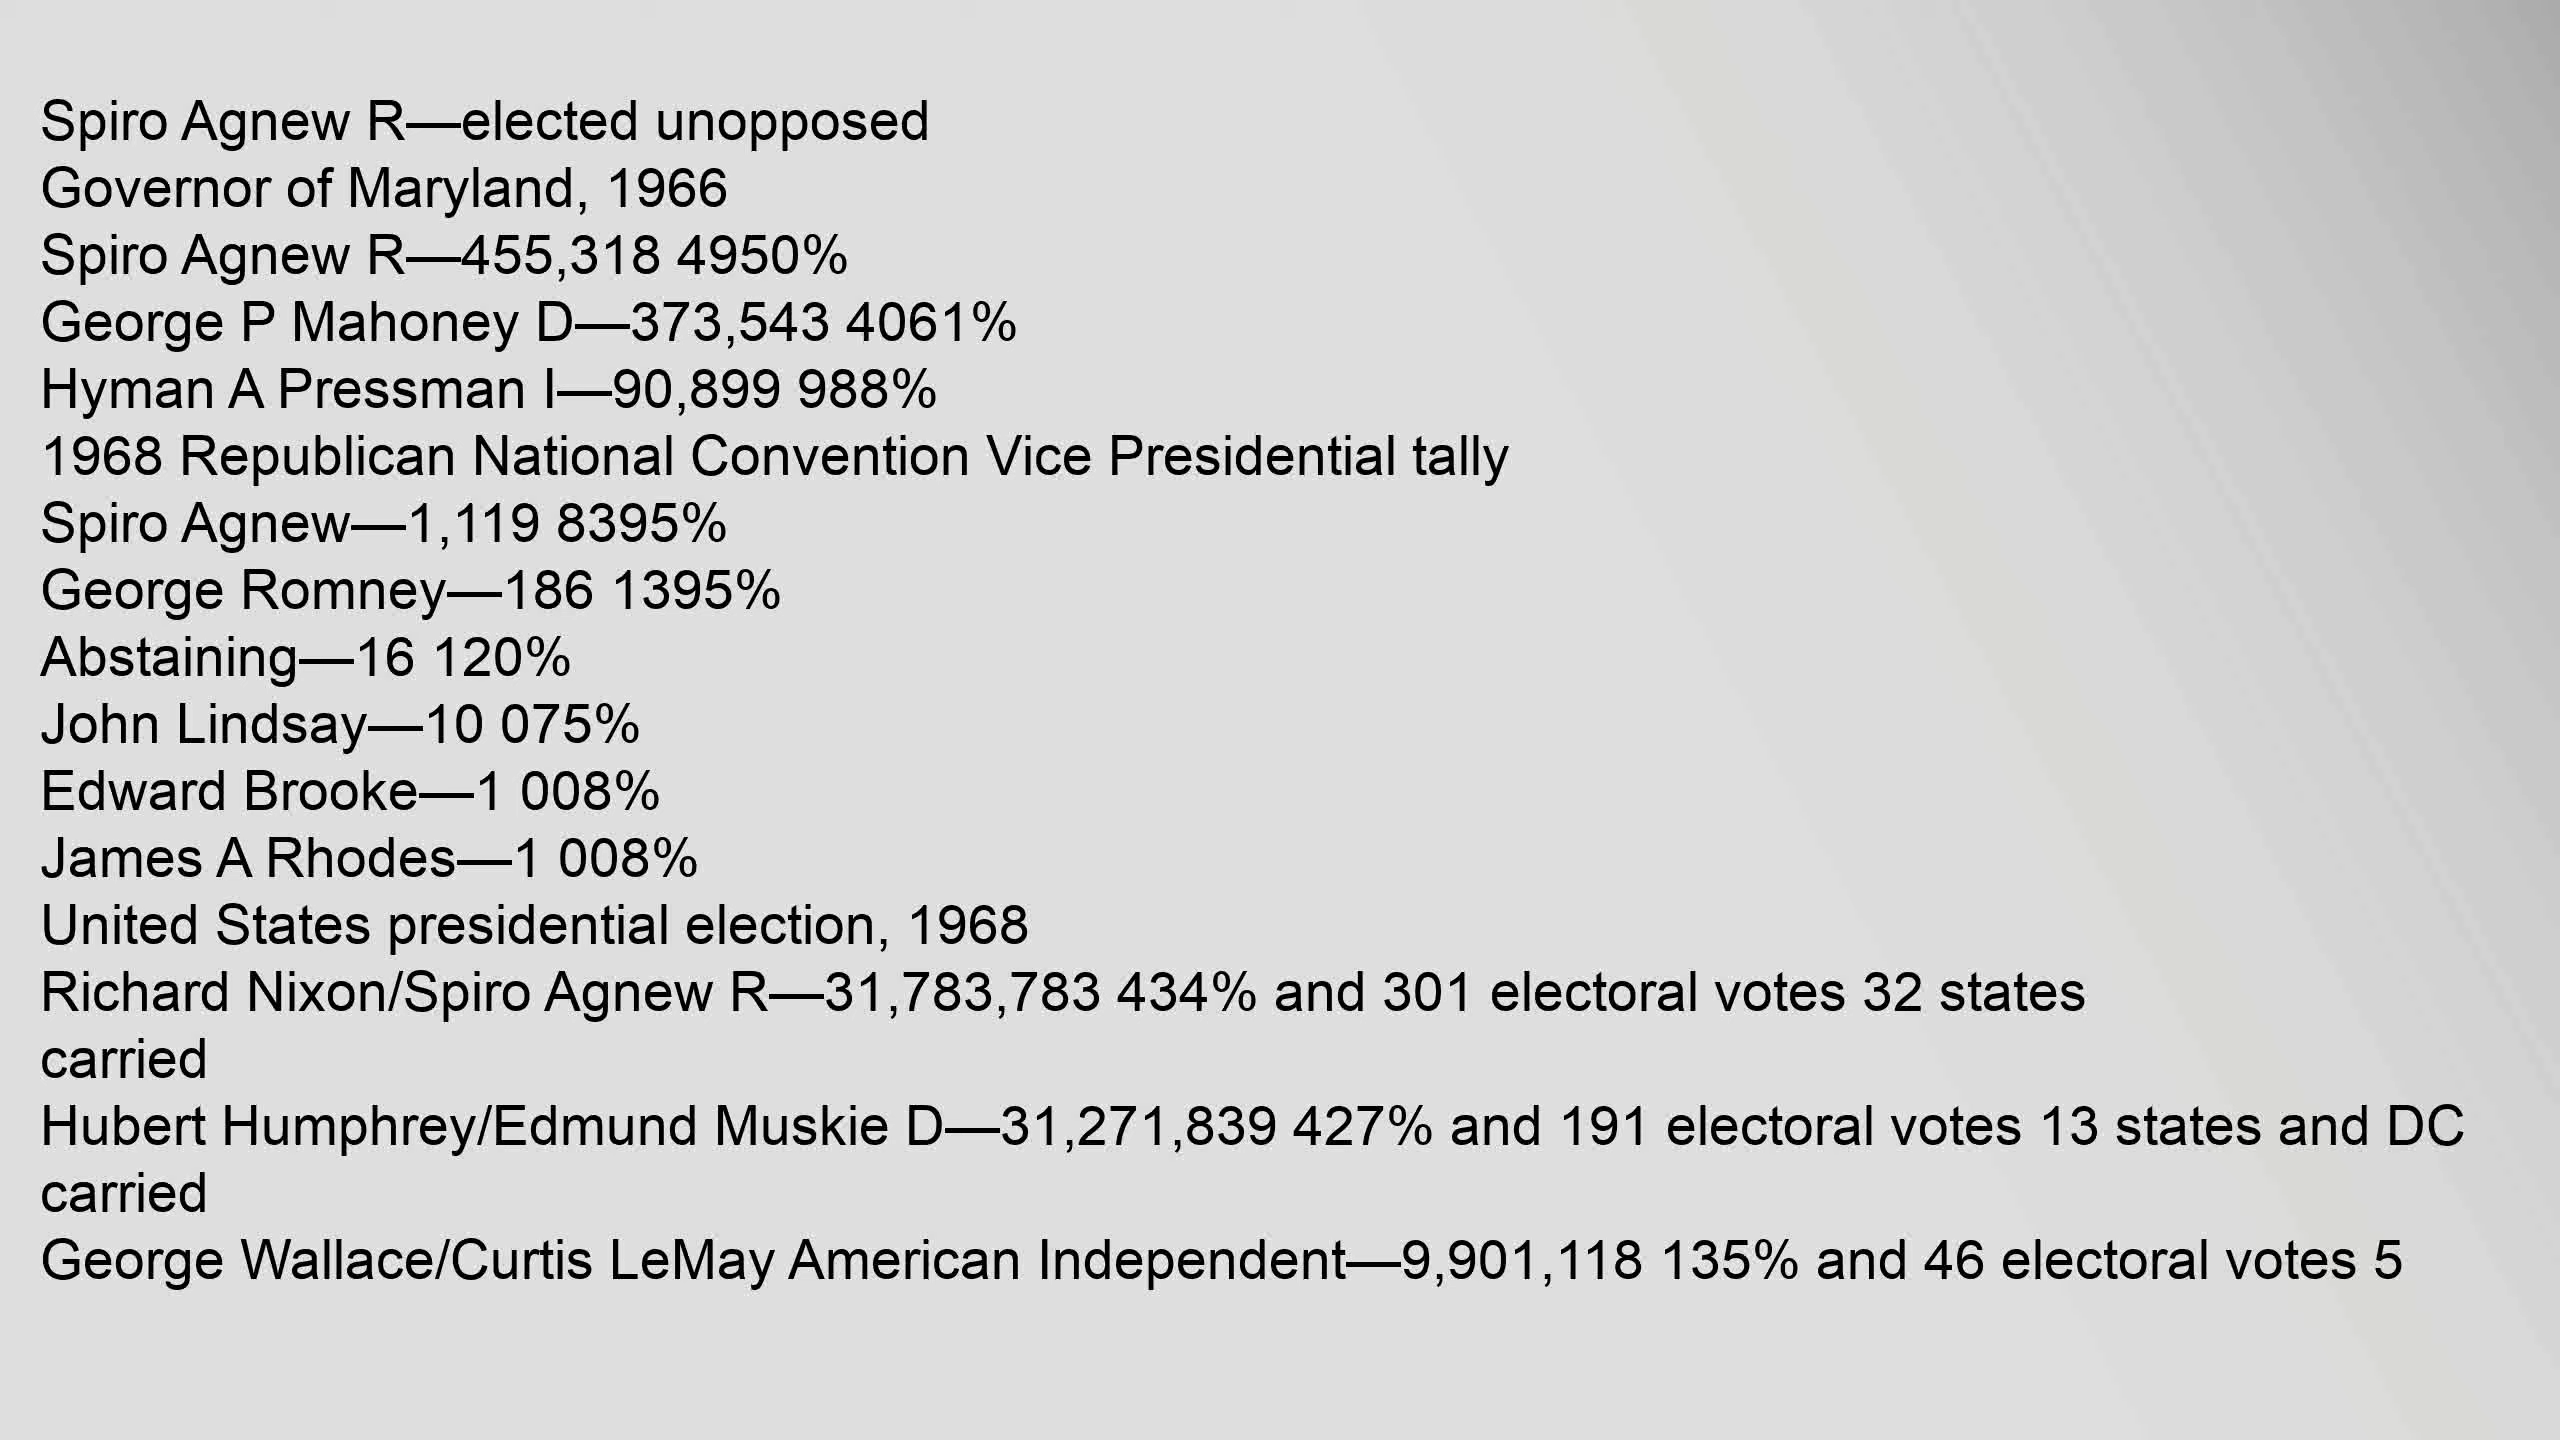 Spiro Agnew R—elected unopposed
Governor of Maryland, 1966
Spiro Agnew R—455,318 4950%
George P Mahoney D—373,543 4061%
Hyman A Pressman I—90,899 988%
1968 Republican National Convention Vice Presidential tally
Spiro Agnew—1,119 8395%
George Romney—186 1395%
Abstaining—16 120%
John Lindsay—10 075%
Edward Brooke—1 008%
James A Rhodes—1 008%
United States presidential election, 1968
Richard Nixon/Spiro Agnew R—31,783,783 434% and 301 electoral votes 32 states
carried
Hubert Humphrey/Edmund Muskie D—31,271,839 427% and 191 electoral votes 13 states and DC
carried
George Wallace/Curtis LeMay American Independent—9,901,118 135% and 46 electoral votes 5